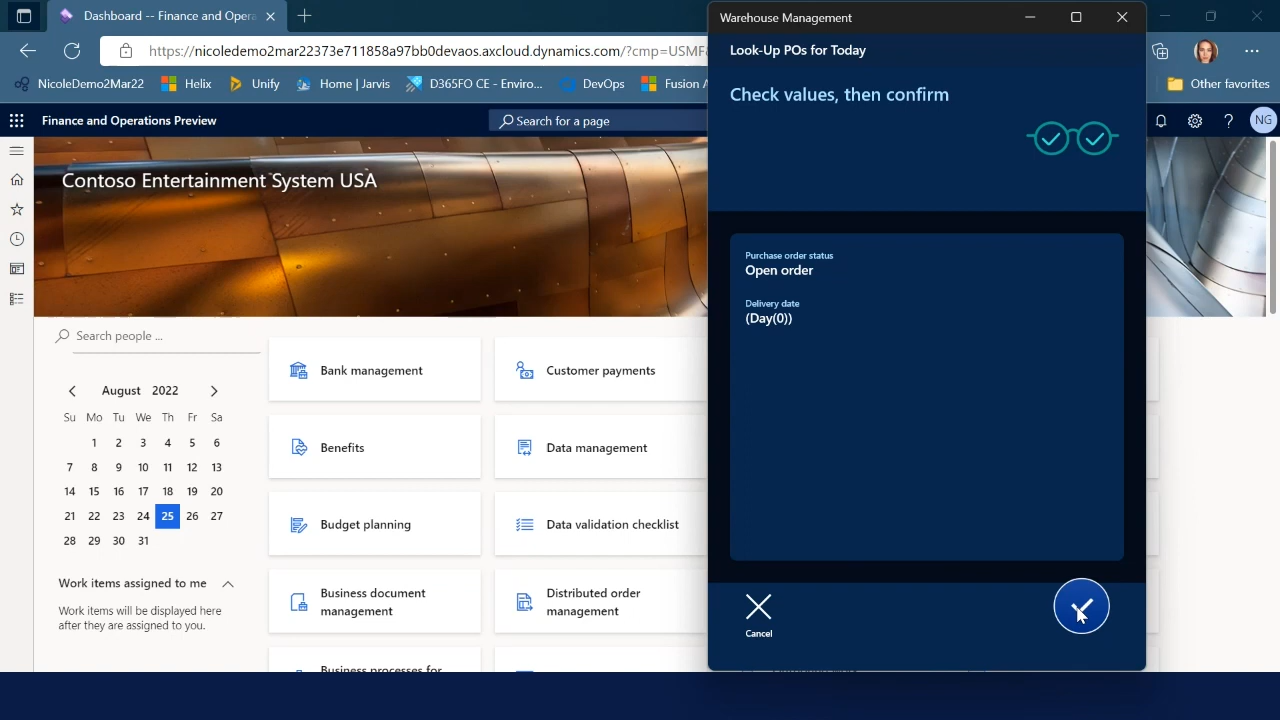 Dashboard -- Finance and Opera
https://nicoledemo2mar22373e711858a97bb0devaos.axcloud.dynamics.com/?cmp=USMF
NicoleDemo2Mar22
Helix
Unify
Home | Jarvis
D365FO CE - Enviro...
DevOps
Fusion
Other favorites
Finance and Operations Preview
Search for a page
?
NG
Contoso Entertainment System USA
Search people ...
August 2022
Su Mo Tu We Th Fr Sa
1 2 3 4 5 6
7 8 9 10 11 12 13
14 15 16 17 18 19 20
21 22 23 24 25 26 27
28 29 30 31
Work items assigned to me
Work items will be displayed here
after they are assigned to you.
Bank management
Customer payments
Benefits
Data management
Budget planning
Data validation checklist
Business document
management
Distributed order
management
Business processes for
Warehouse Management
Look-Up POs for Today
Check values, then confirm
Purchase order status
Open order
Delivery date
(Day(0))
Cancel